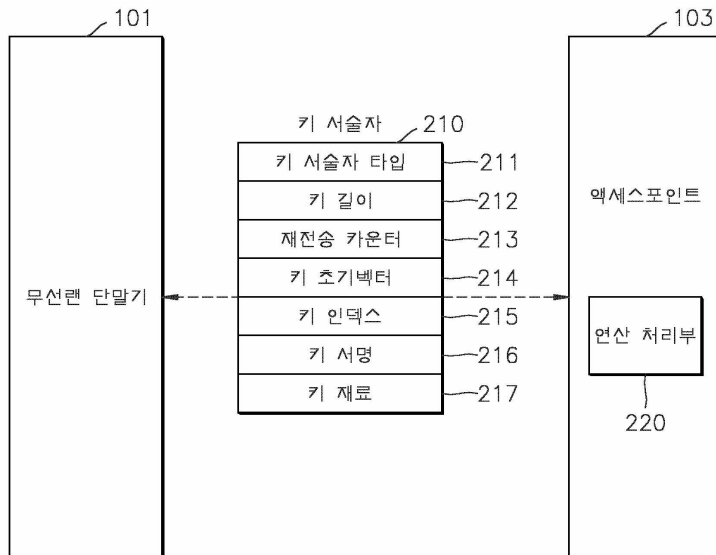 101
103
키 서술자
210
키 서술자 타입
211
키 길이
212
액세스포인트
재전송 카운터
213
키 초기벡터
214
무선랜 단말기
키 인덱스
215
연산 처리부
키 서명
216
키 재료
217
220